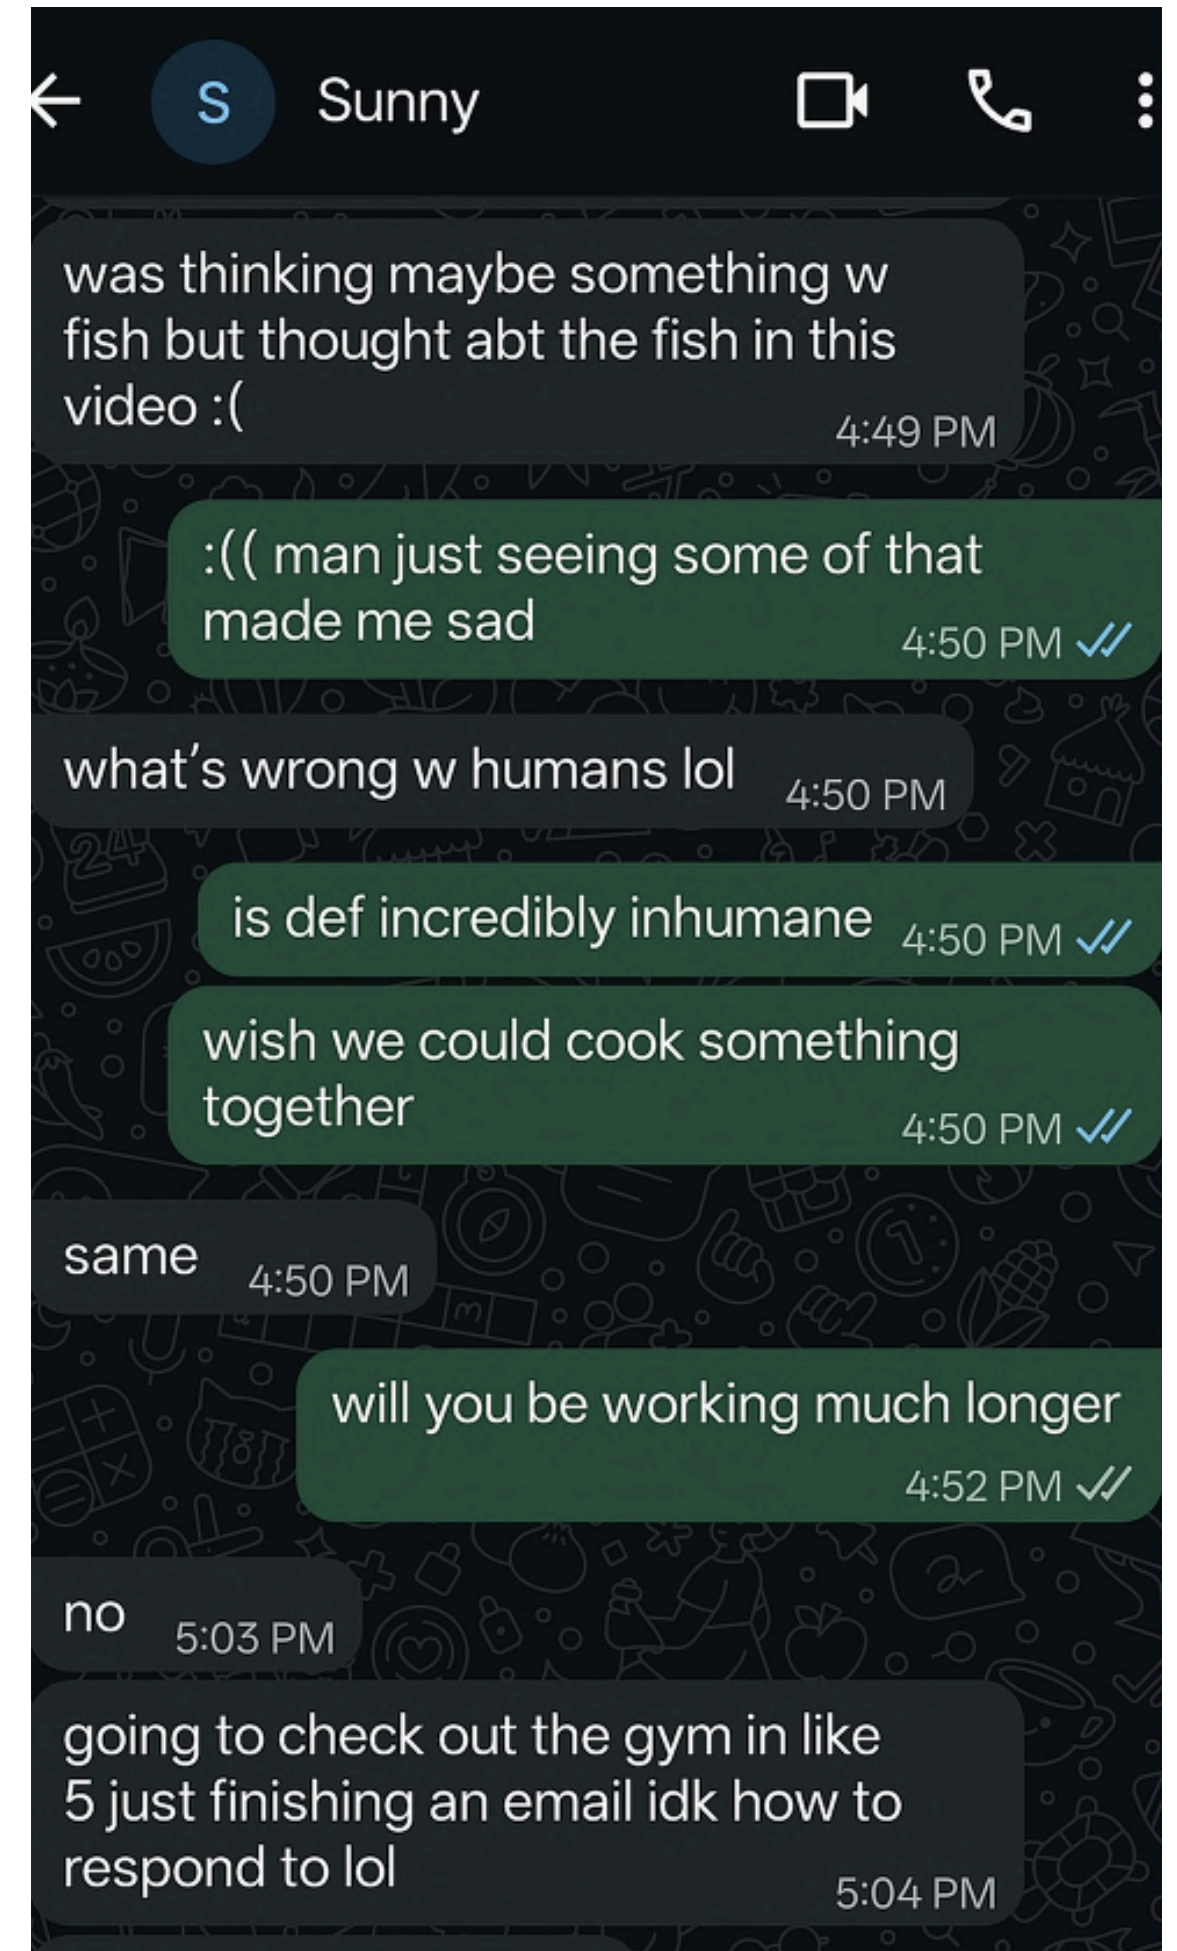 S Sunny
was thinking maybe something w
fish but thought abt the fish in this
video :(
4:49 PM
:(( man just seeing some of that
made me sad
4:50 PM
what’s wrong w humans lol
4:50 PM
is def incredibly inhumane
4:50 PM
wish we could cook something
together
4:50 PM
same
4:50 PM
will you be working much longer
4:52 PM
no
5:03 PM
going to check out the gym in like
5 just finishing an email idk how to
respond to lol
5:04 PM